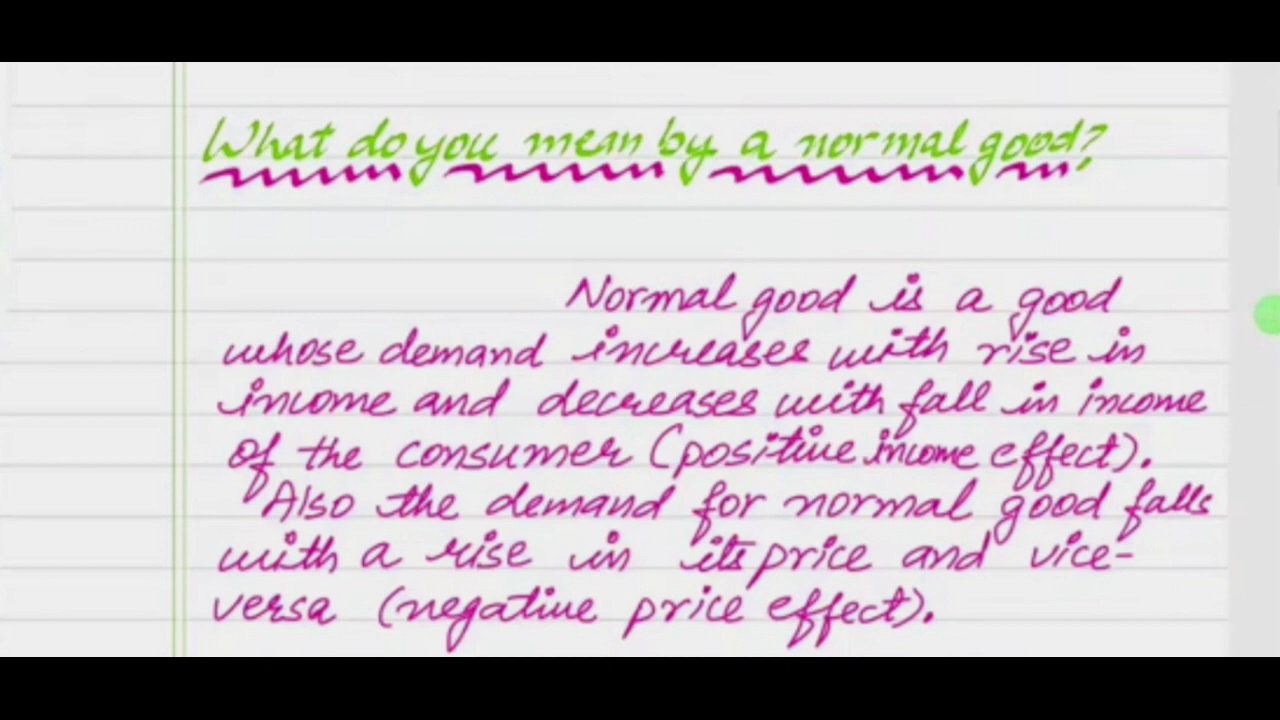 What do you mean by a normal good?
Normal good is a good
whose demand increases with rise in
income and decreases with fall in income
of the consumer (positive income effect).
Also the demand for normal good falls
with a rise in its price and vice-
versa (negative price effect).